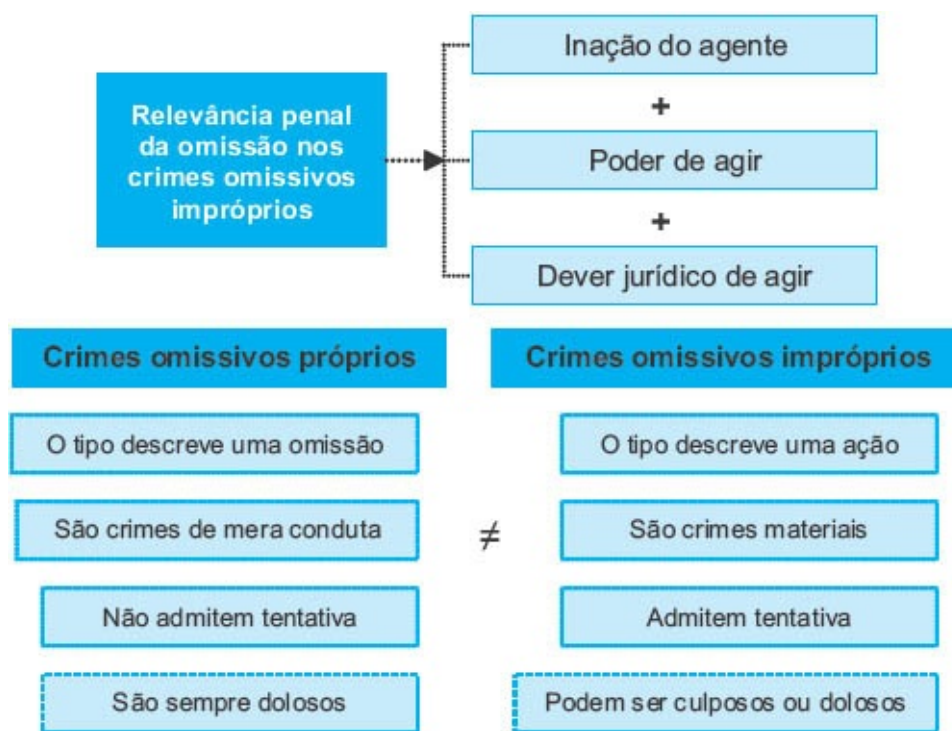 Relevância penal
da omissão nos
crimes omissivos
impróprios
Inação do agente
+
Poder de agir
+
Dever jurídico de agir
Crimes omissivos próprios
Crimes omissivos impróprios
O tipo descreve uma omissão
O tipo descreve uma ação
São crimes de mera conduta
≠
São crimes materiais
Não admitem tentativa
Admitem tentativa
São sempre dolosos
Podem ser culposos ou dolosos